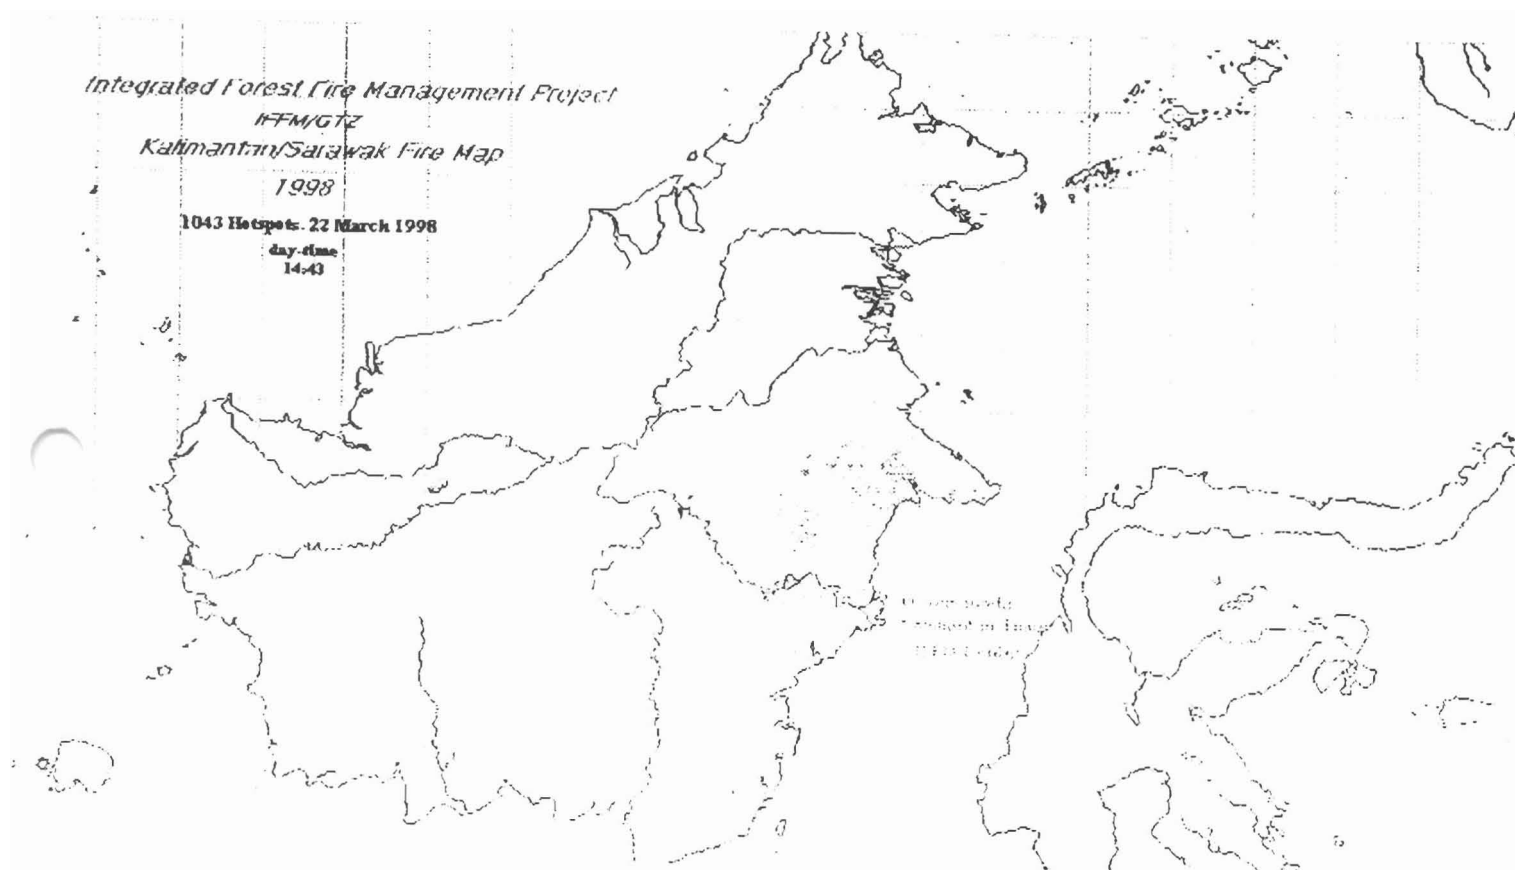 Integrated Forest Fire Management Project
IFFM/GTZ
Kalimantan/Sarawak Fire Map
1998
1043 Hotspots. 22 March 1998
day-time
14:43